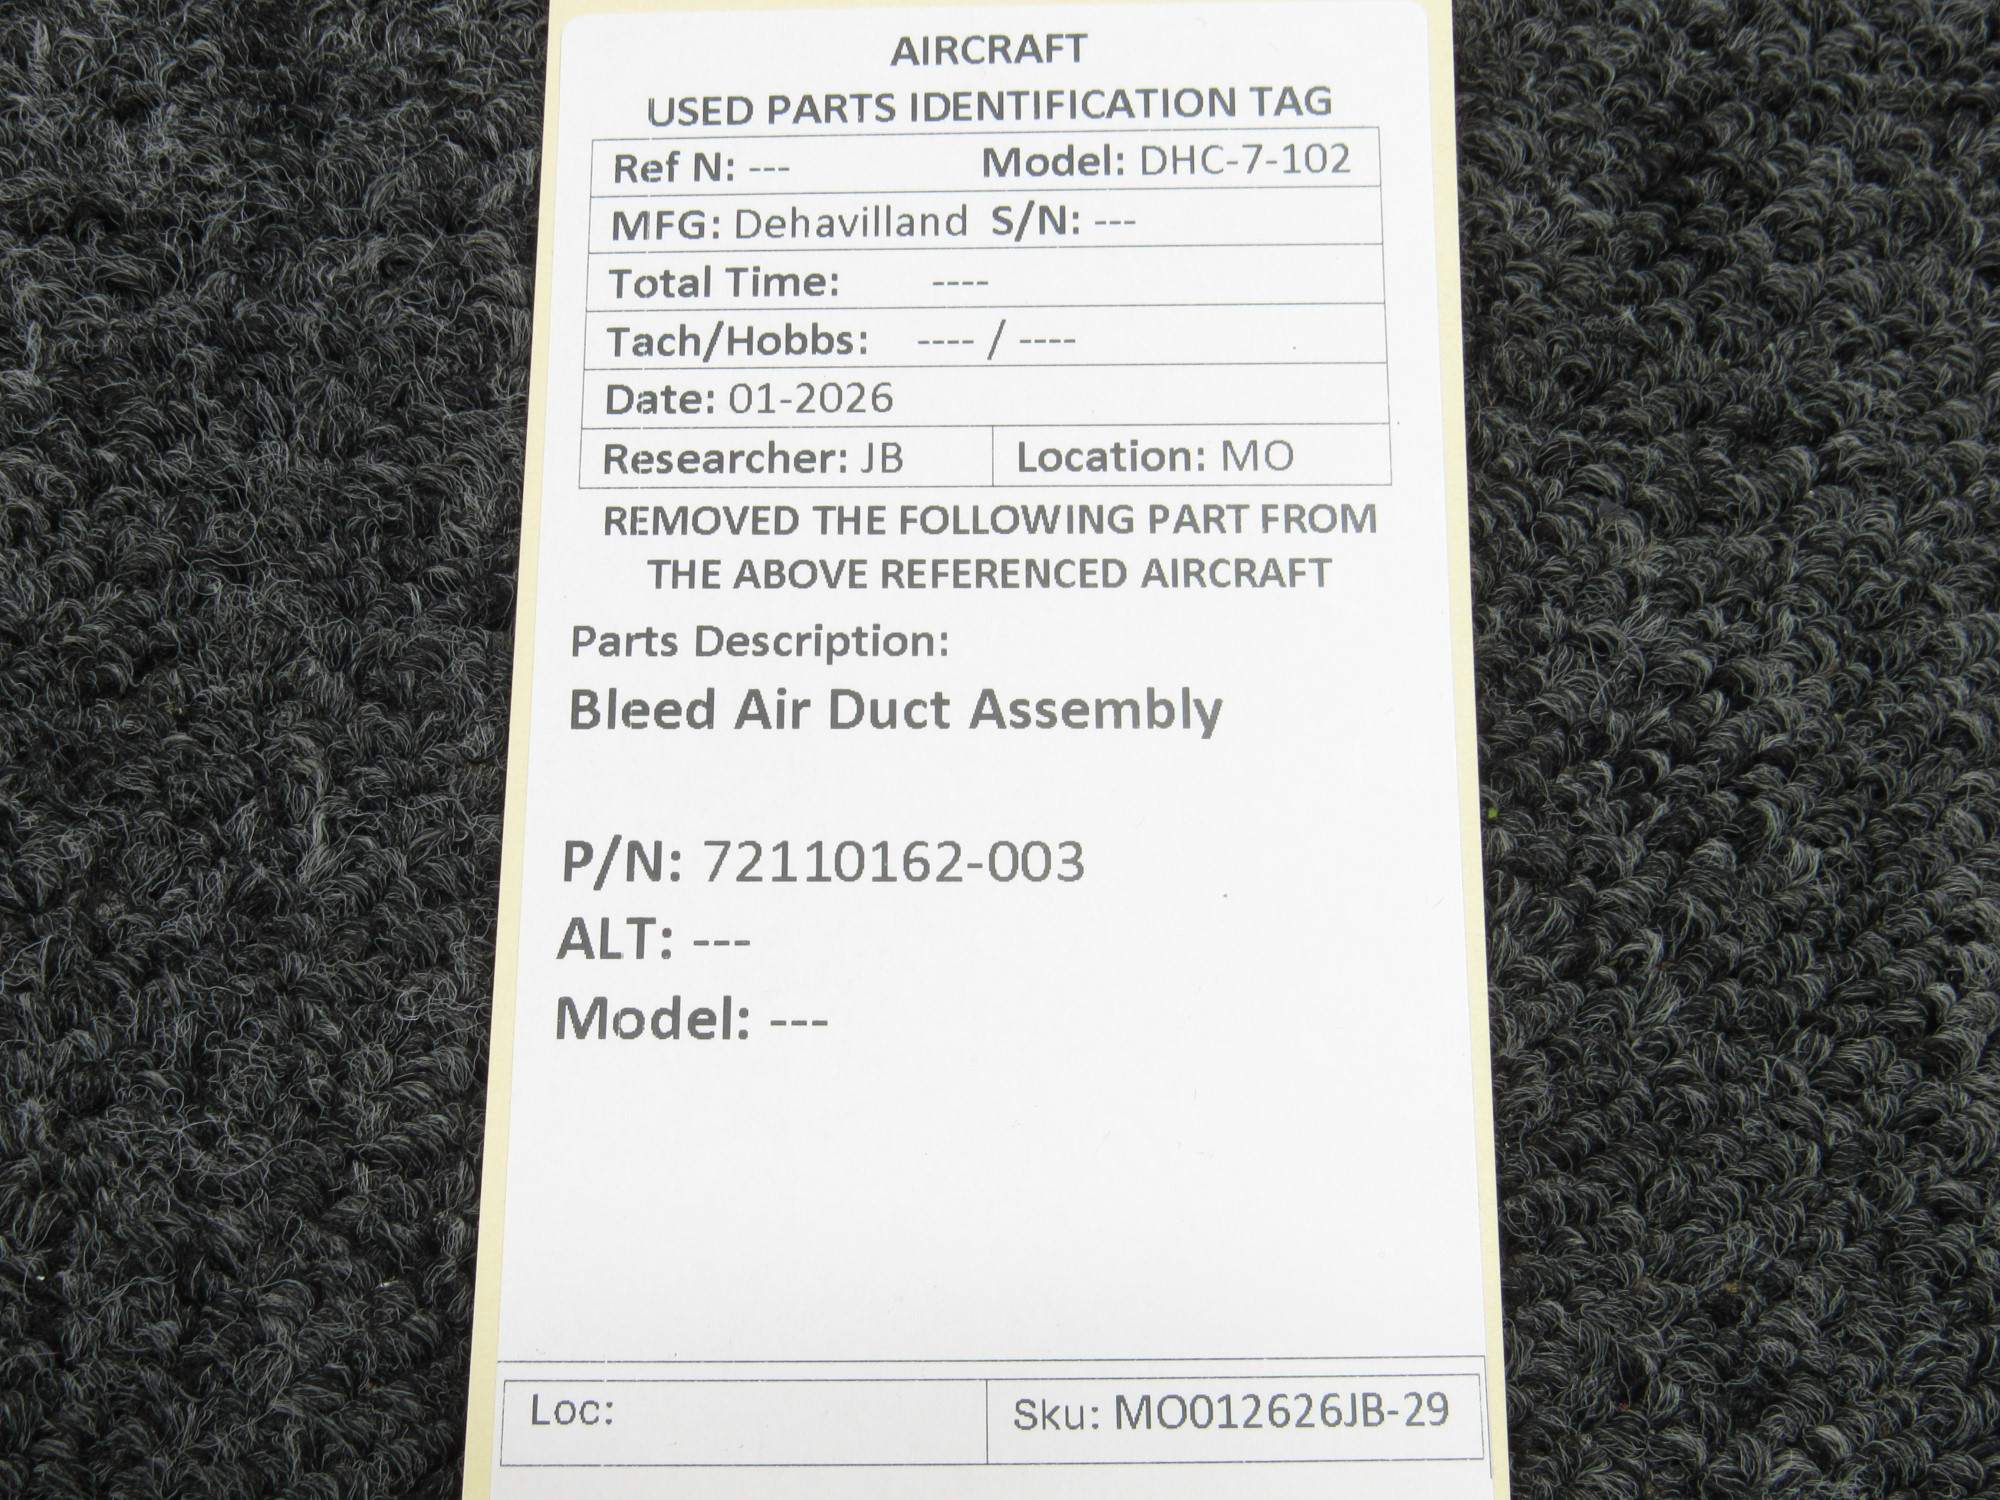 AIRCRAFT
USED PARTS IDENTIFICATION TAG
Ref N: --- Model: DHC-7-102
MFG: Dehavilland S/N: ---
Total Time: ----
Tach/Hobbs: ---- / ----
Date: 01-2026
Researcher: JB Location: MO
REMOVED THE FOLLOWING PART FROM
THE ABOVE REFERENCED AIRCRAFT
Parts Description:
Bleed Air Duct Assembly
P/N: 72110162-003
ALT: ---
Model: ---
Loc: Sku: MO012626JB-29